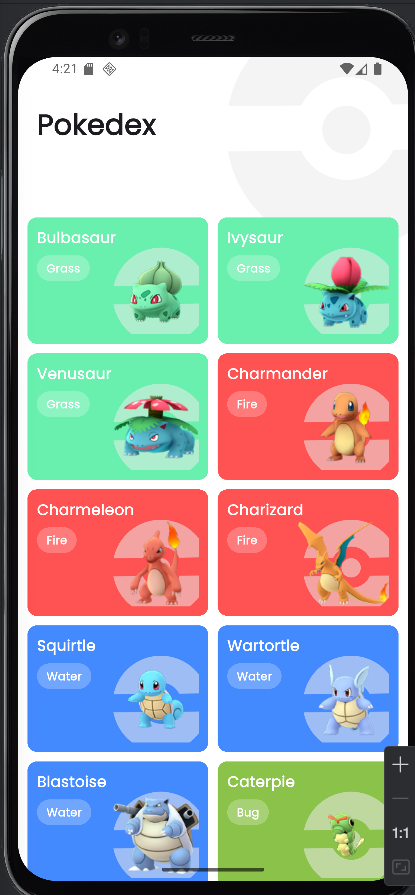 4:21
Pokedex
Bulbasaur
Grass
Ivysaur
Grass
Venusaur
Grass
Charmander
Fire
Charmeleon
Fire
Charizard
Fire
Squirtle
Water
Wartortle
Water
Blastoise
Water
Caterpie
Bug
1:1